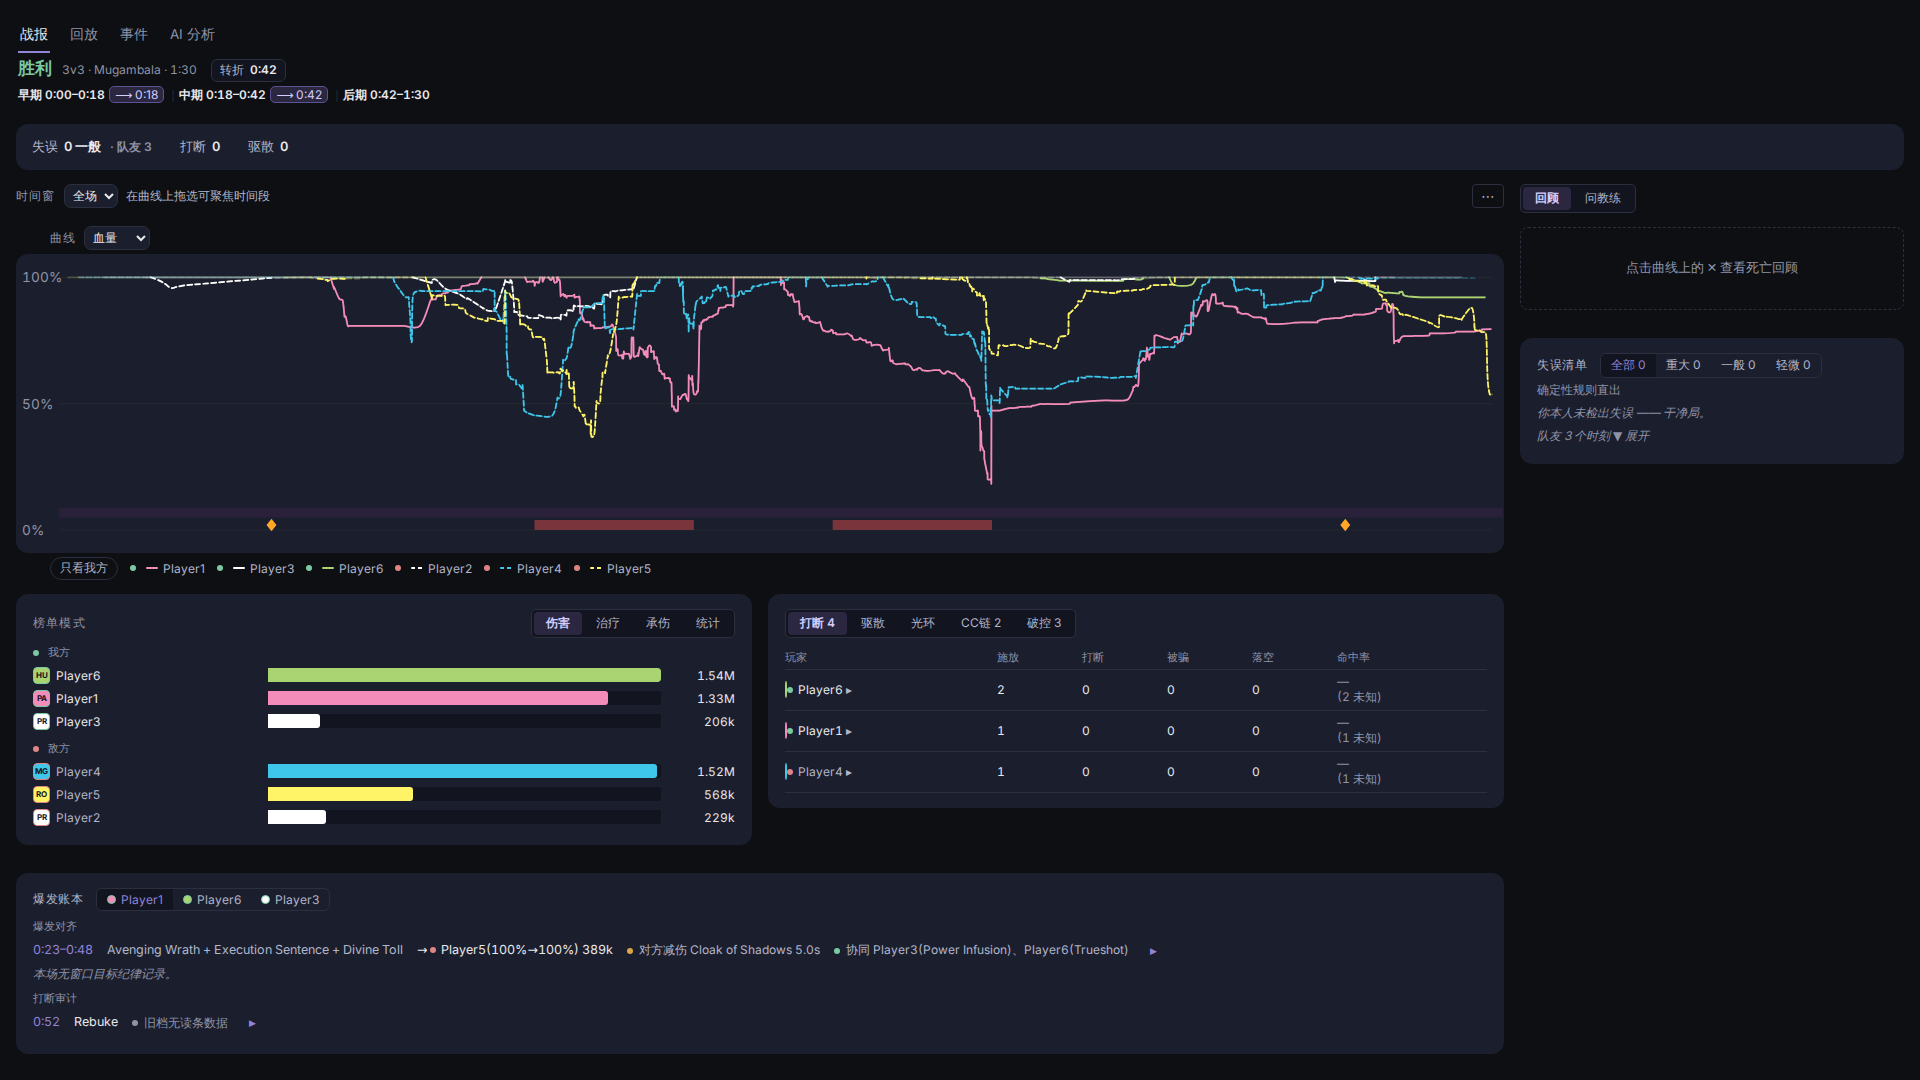 战报 回放 事件 AI 分析
胜利 3v3 · Mugambala · 1:30 转折 0:42
早期 0:00–0:18 ⟶ 0:18 | 中期 0:18–0:42 ⟶ 0:42 | 后期 0:42–1:30
失误 0 一般 · 队友 3 打断 0 驱散 0
时间窗 全场 在曲线上拖选可聚焦时间段 ⋯
回顾 问教练
曲线 血量
点击曲线上的 ✕ 查看死亡回顾
100%
50%
0%
失误清单 全部 0 重大 0 一般 0 轻微 0
确定性规则直出
你本人未检出失误 —— 干净局。
队友 3 个时刻 ▼ 展开
只看我方 Player1 Player3 Player6 Player2 Player4 Player5
榜单模式 伤害 治疗 承伤 统计
我方
HU Player6 1.54M
PA Player1 1.33M
PR Player3 206k
敌方
MG Player4 1.52M
RO Player5 568k
PR Player2 229k
打断 4 驱散 光环 CC链 2 破控 3
玩家 施放 打断 被骗 落空 命中率
Player6 ▸ 2 0 0 0 —
(2 未知)
Player1 ▸ 1 0 0 0 —
(1 未知)
Player4 ▸ 1 0 0 0 —
(1 未知)
爆发账本 Player1 Player6 Player3
爆发对齐
0:23–0:48 Avenging Wrath + Execution Sentence + Divine Toll → Player5(100%→100%) 389k 对方减伤 Cloak of Shadows 5.0s 协同 Player3(Power Infusion)、Player6(Trueshot) ▸
本场无窗口目标纪律记录。
打断审计
0:52 Rebuke 旧档无读条数据 ▸